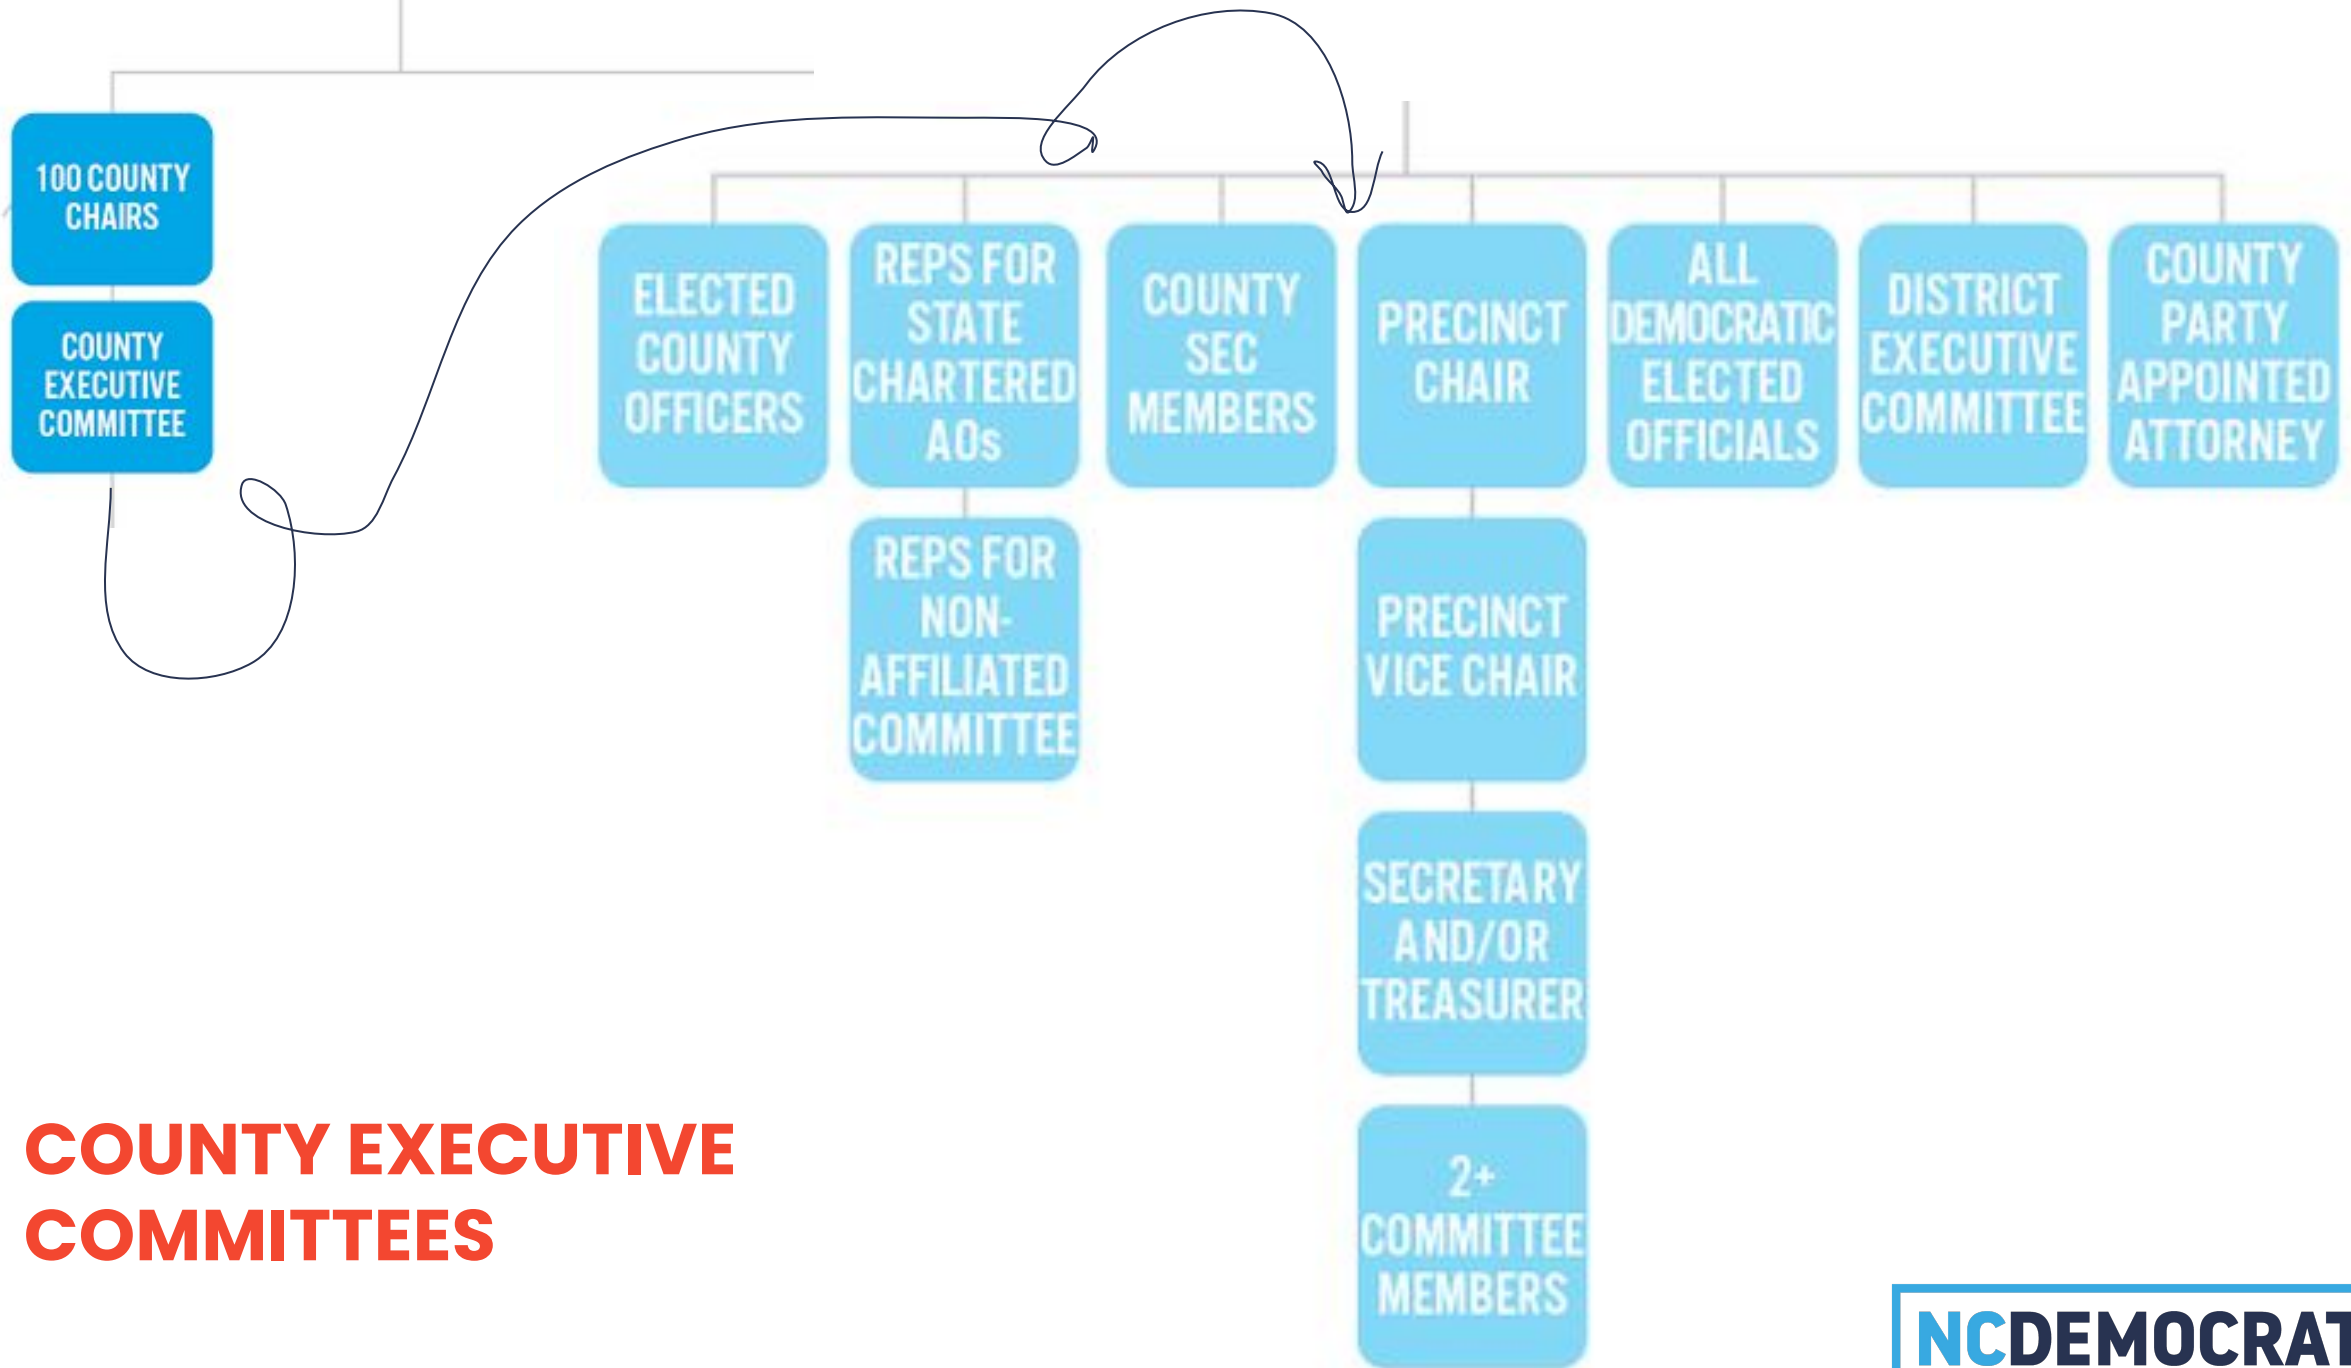 100 COUNTY
CHAIRS
COUNTY
EXECUTIVE
COMMITTEE
ELECTED
COUNTY
OFFICERS
REPS FOR
STATE
CHARTERED
AOs
COUNTY
SEC
MEMBERS
PRECINCT
CHAIR
ALL
DEMOCRATIC
ELECTED
OFFICIALS
DISTRICT
EXECUTIVE
COMMITTEE
COUNTY
PARTY
APPOINTED
ATTORNEY
REPS FOR
NON-
AFFILIATED
COMMITTEE
PRECINCT
VICE CHAIR
SECRETARY
AND/OR
TREASURER
2+
COMMITTEE
MEMBERS
COUNTY EXECUTIVE
COMMITTEES
NCDEMOCRAT